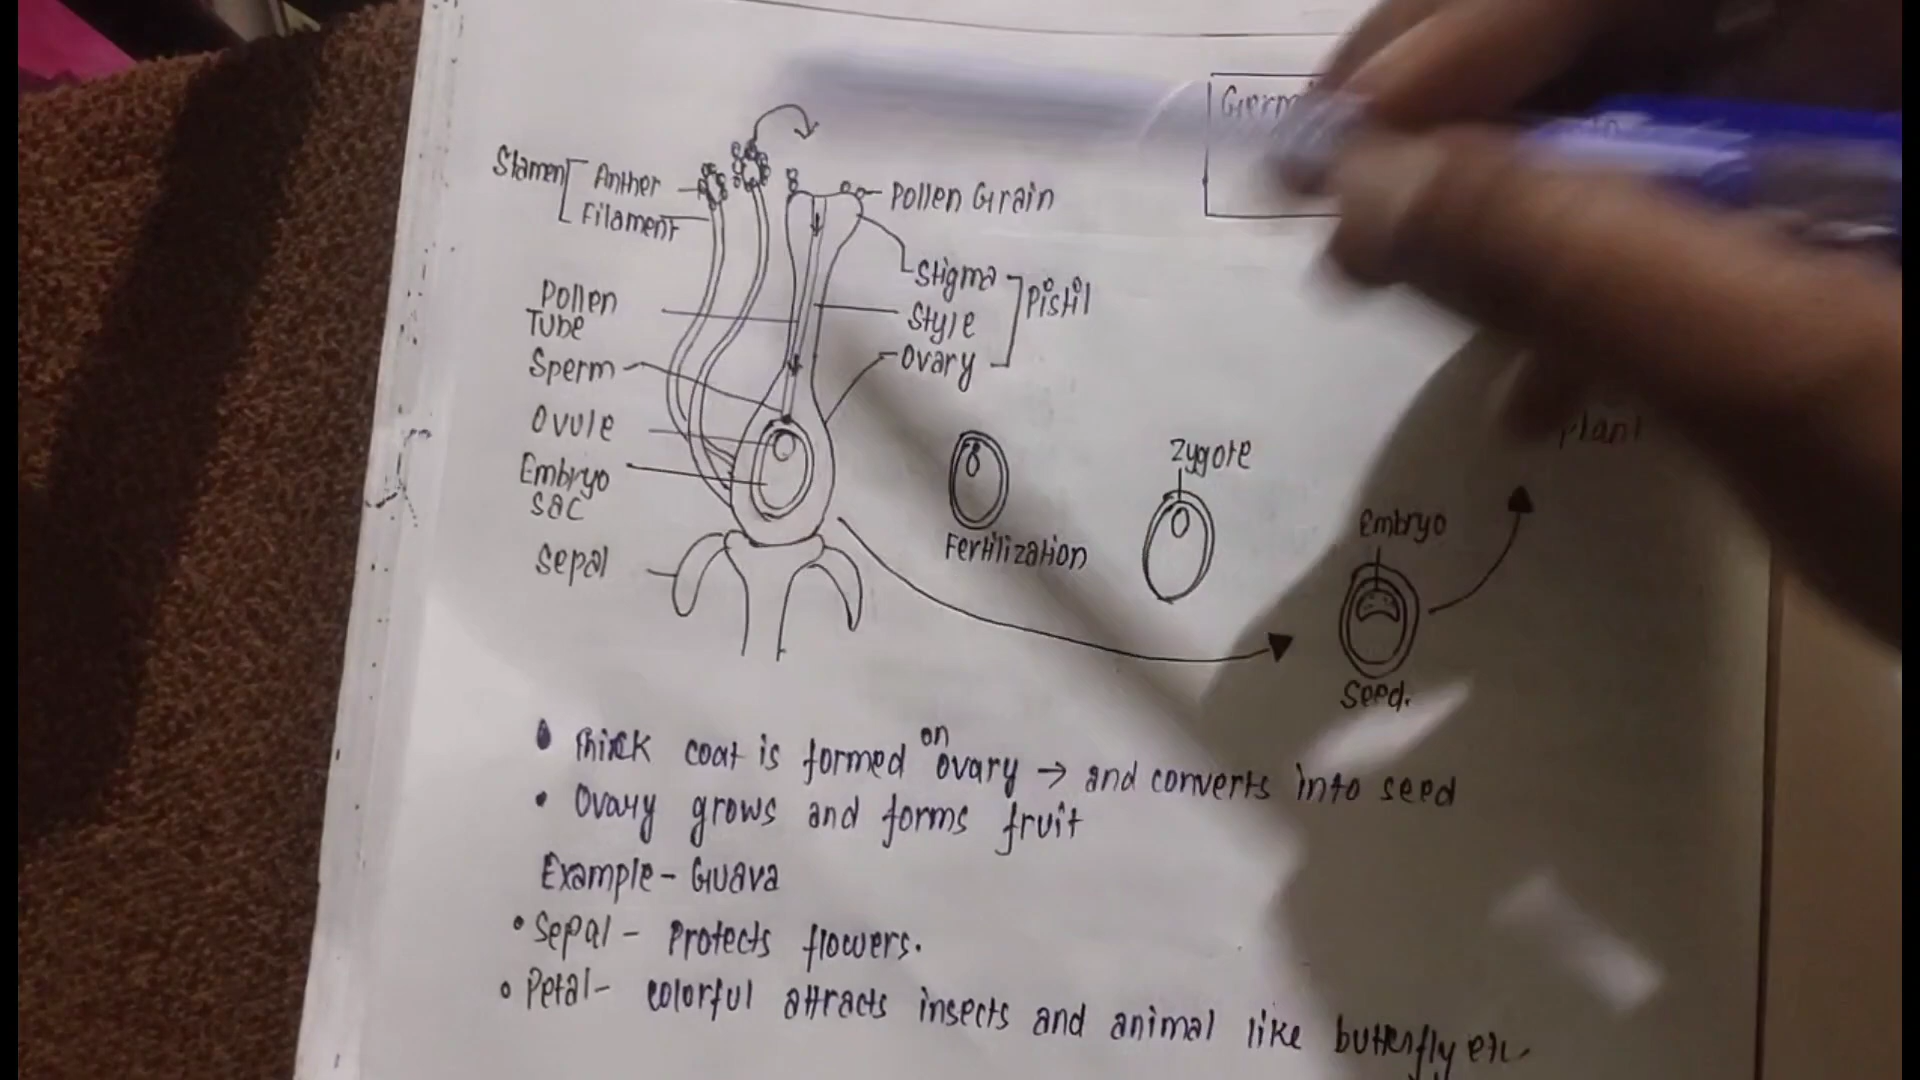 Stamen
Anther
Filament
Pollen Grain
Stigma
Style
Ovary
Pistil
Pollen
Tube
Sperm
Ovule
Embryo
sac
Sepal
Fertilization
Zygote
Embryo
Seed.
Plant
• Thick coat is formed on ovary → and converts into seed
• Ovary grows and forms fruit
Example - Guava
• Sepal - Protects flowers.
• Petal - colorful attracts insects and animal like butterfly etc.